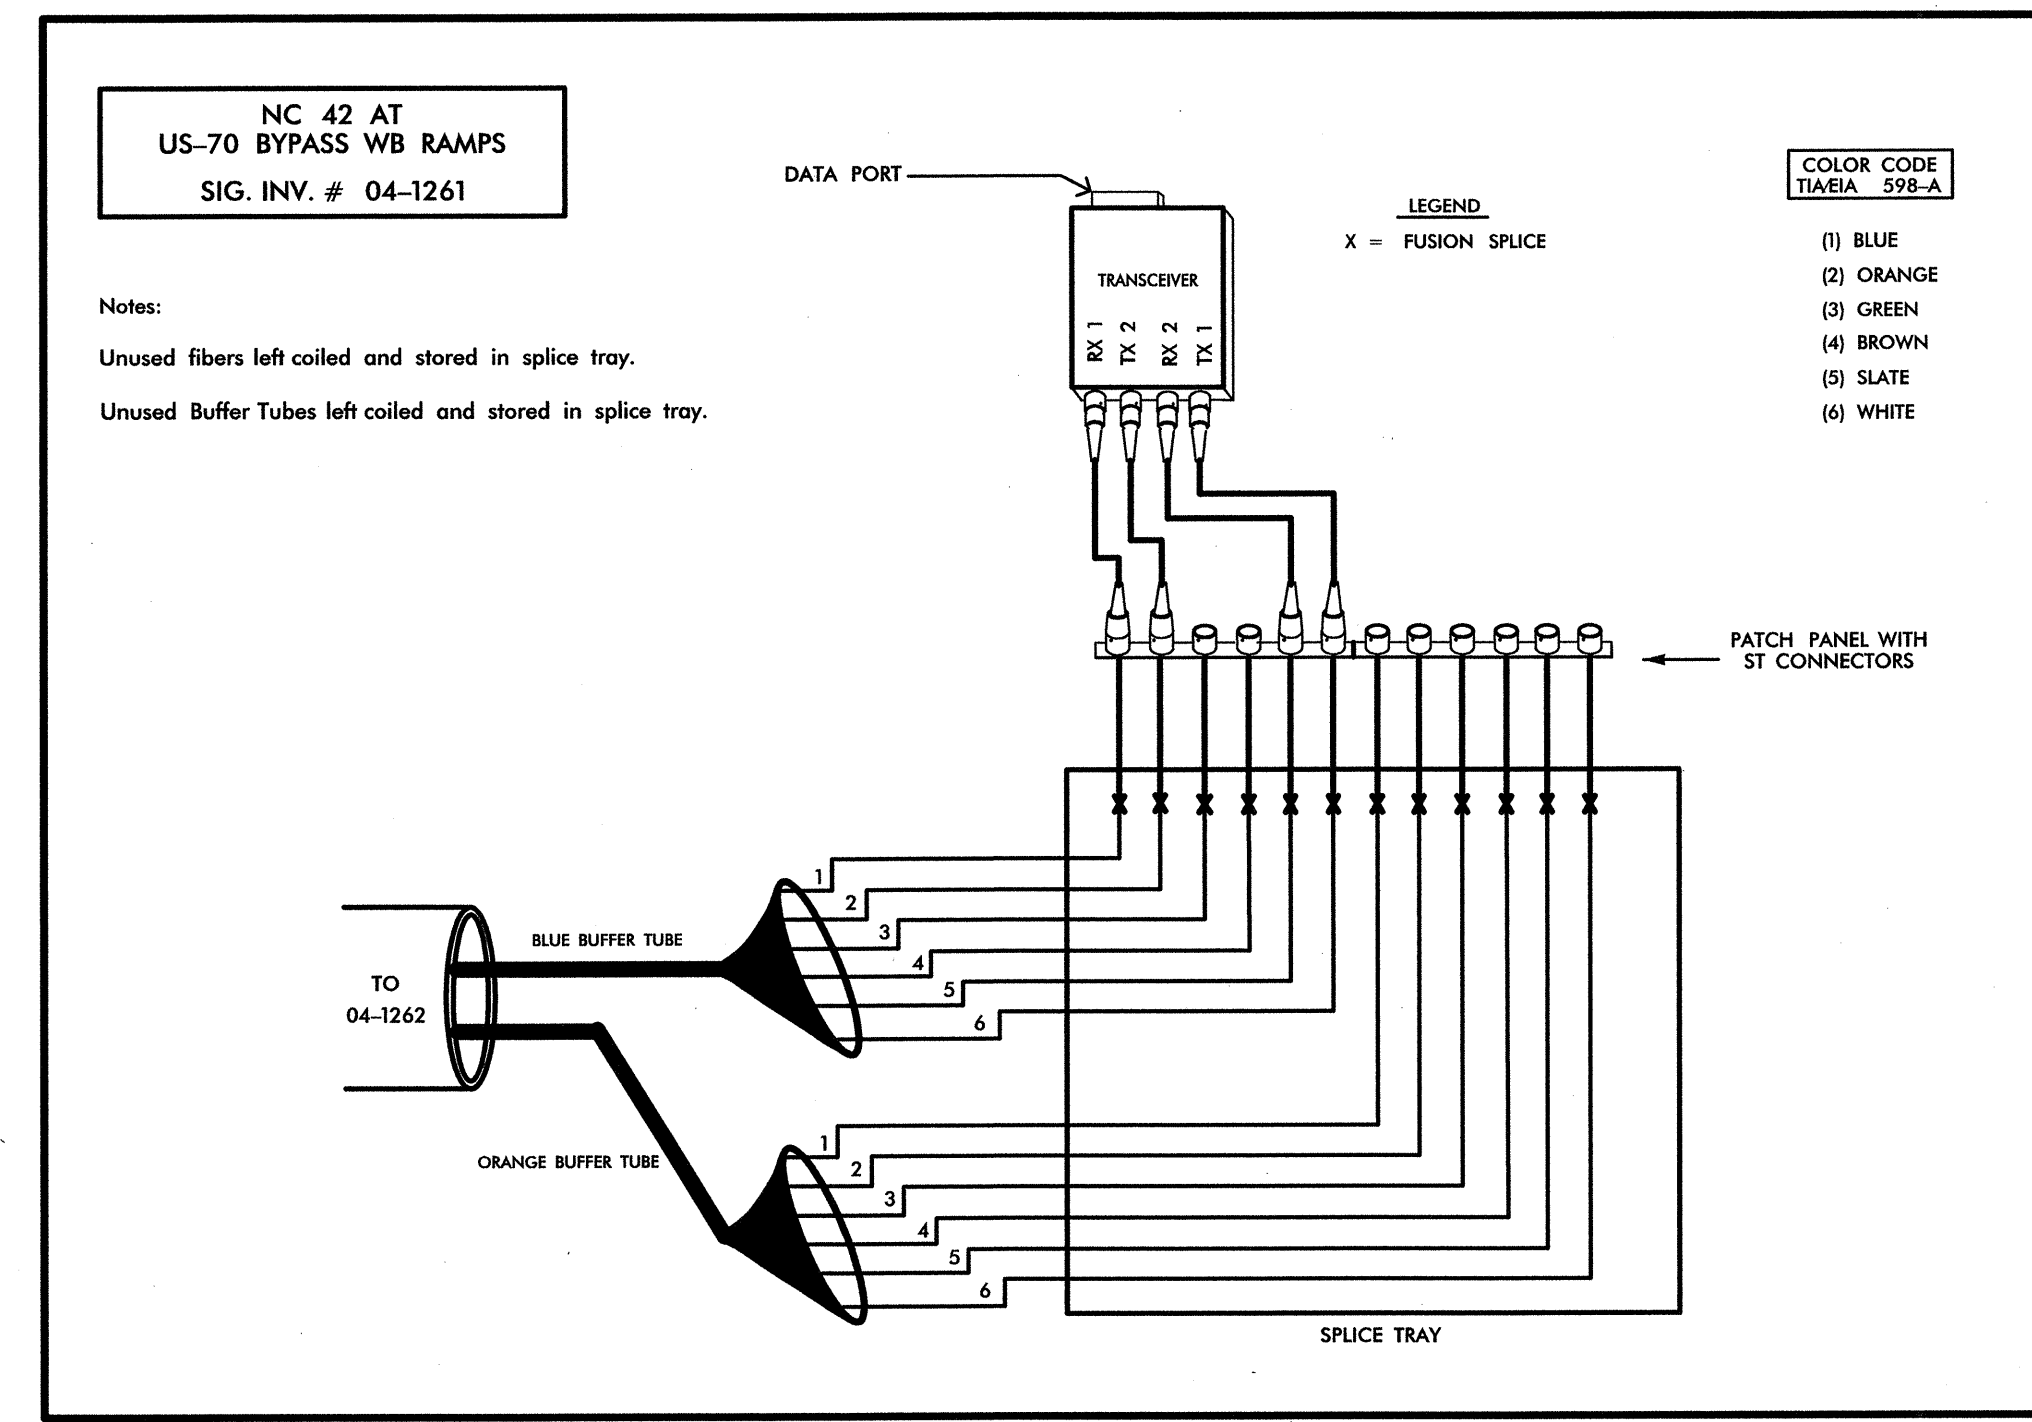 NC 42 AT
US-70 BYPASS WB RAMPS
SIG. INV. # 04-1261
Notes:
Unused fibers left coiled and stored in splice tray.
Unused Buffer Tubes left coiled and stored in splice tray.
DATA PORT
TRANSCEIVER
RX 1
TX 2
RX 2
TX 1
LEGEND
X = FUSION SPLICE
COLOR CODE
TIA/EIA 598-A
(1) BLUE
(2) ORANGE
(3) GREEN
(4) BROWN
(5) SLATE
(6) WHITE
PATCH PANEL WITH
ST CONNECTORS
BLUE BUFFER TUBE
1
2
3
4
5
6
TO
04-1262
ORANGE BUFFER TUBE
1
2
3
4
5
6
SPLICE TRAY